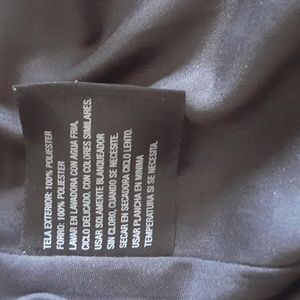 TELA EXTERIOR: 100% POLIESTER
FORRO: 100% POLIESTER
LAVAR EN LAVADORA CON AGUA FRIA,
CICLO DELICADO, CON COLORES SIMILARES.
USAR SOLAMENTE BLANQUEADOR
SIN CLORO, CUANDO SE NECESITE.
SECAR EN SECADORA CICLO LENTO.
USAR PLANCHA EN MINIMA
TEMPERATURA SI SE NECESITE.